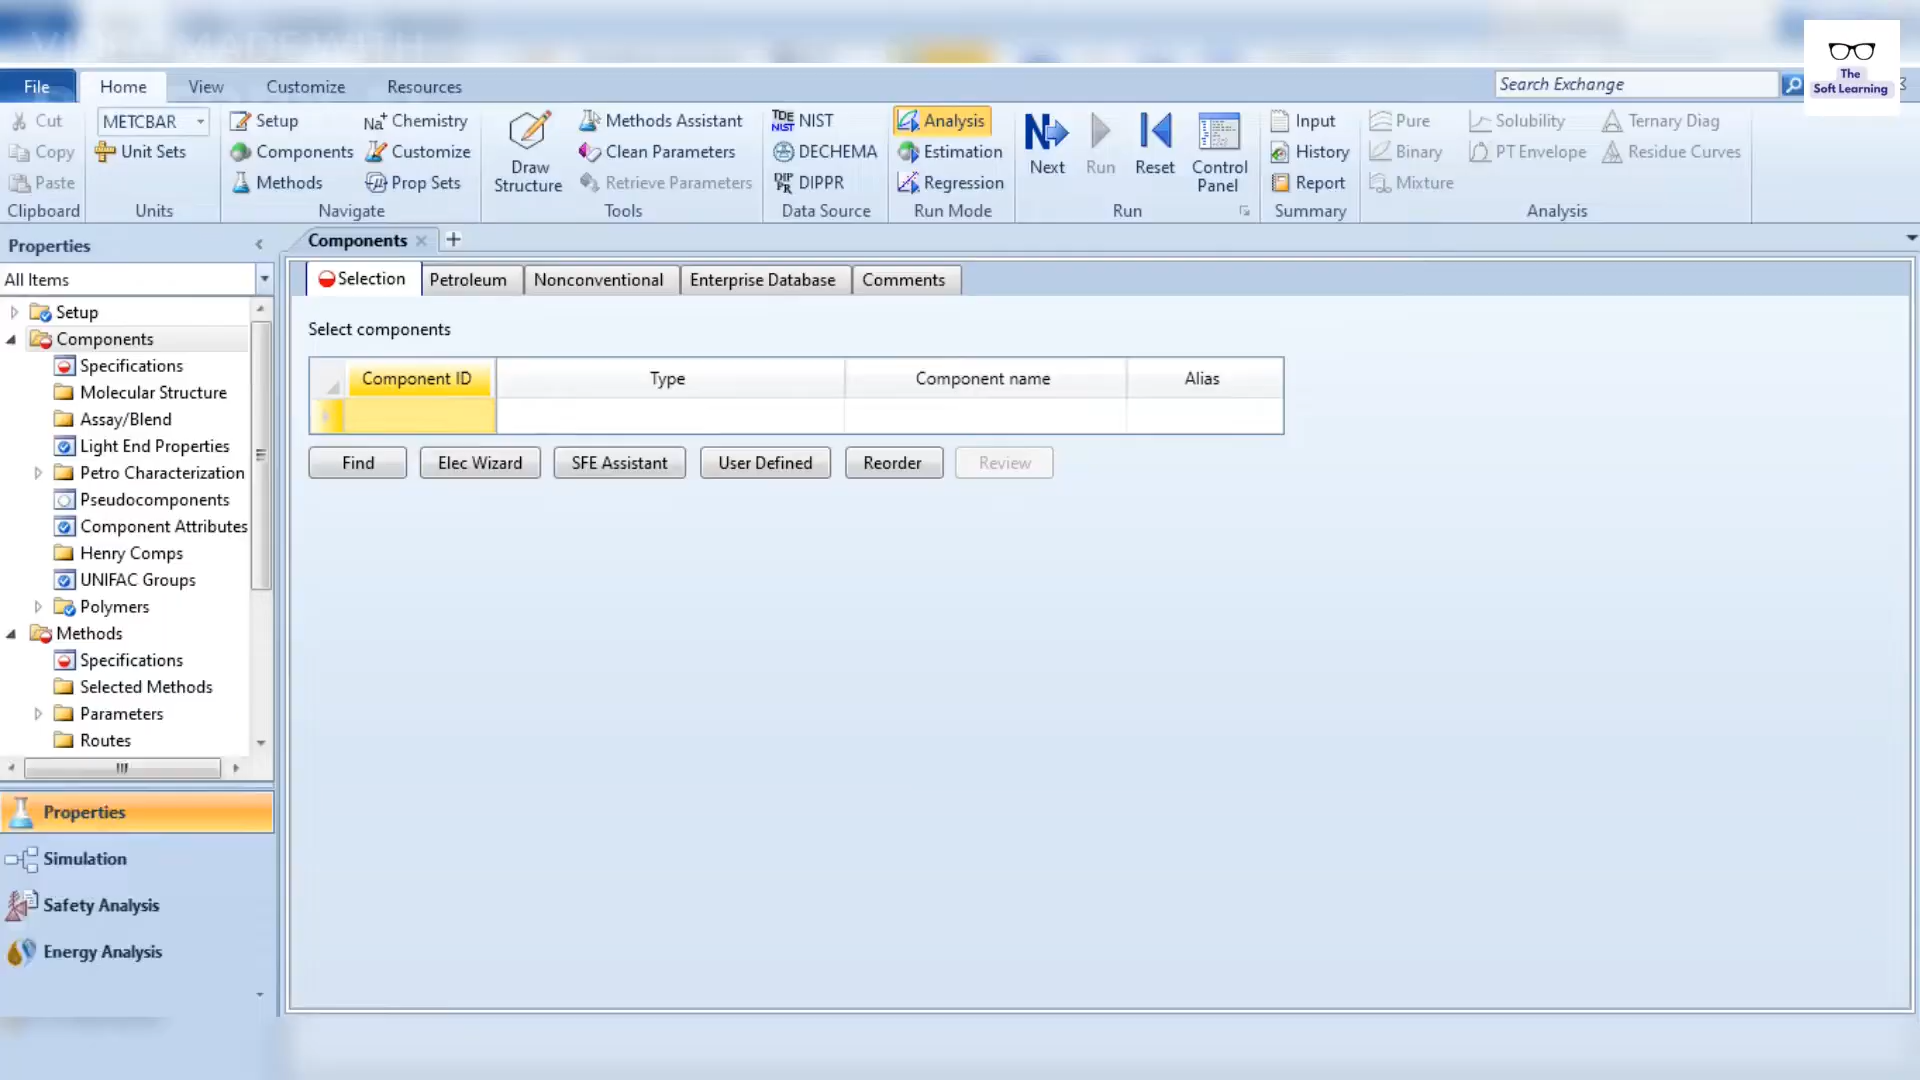 VIDEO MADE WITH
The
Soft Learning
File Home View Customize Resources Search Exchange
Cut METCBAR Setup Chemistry Methods Assistant NIST Analysis Input Pure Solubility Ternary Diag
Copy Unit Sets Components Customize Draw Structure Clean Parameters DECHEMA Estimation Next Run Reset Control Panel History Binary PT Envelope Residue Curves
Paste Methods Prop Sets Retrieve Parameters DIPPR Regression Report Mixture
Clipboard Units Navigate Tools Data Source Run Mode Run Summary Analysis
Properties
Components
All Items
Selection Petroleum Nonconventional Enterprise Database Comments
Setup
Components
Specifications
Molecular Structure
Assay/Blend
Light End Properties
Petro Characterization
Pseudocomponents
Component Attributes
Henry Comps
UNIFAC Groups
Polymers
Methods
Specifications
Selected Methods
Parameters
Routes
Select components
Component ID Type Component name Alias
Find Elec Wizard SFE Assistant User Defined Reorder Review
Properties
Simulation
Safety Analysis
Energy Analysis